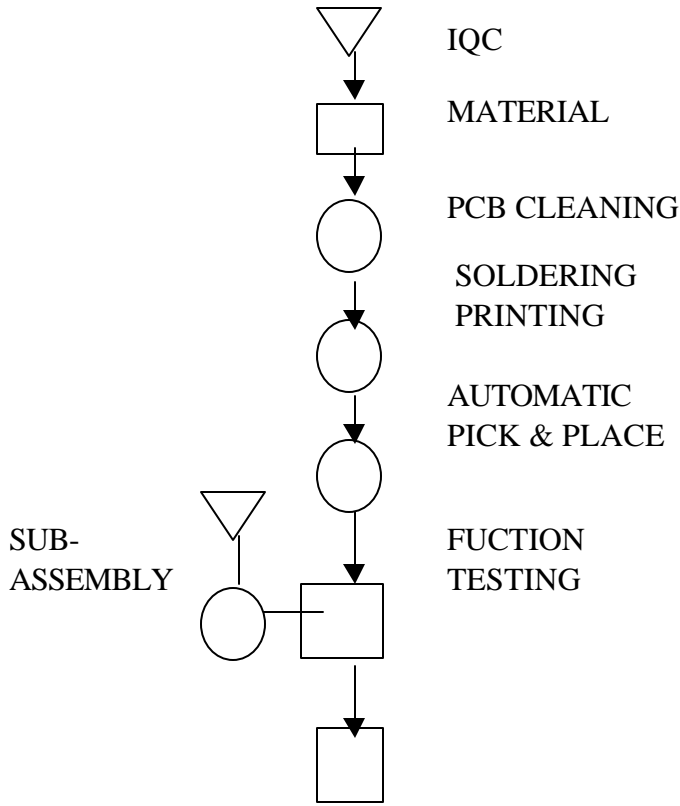 IQC
MATERIAL
PCB CLEANING
SOLDERING
PRINTING
AUTOMATIC
PICK & PLACE
SUB-
ASSEMBLY
FUCTION
TESTING